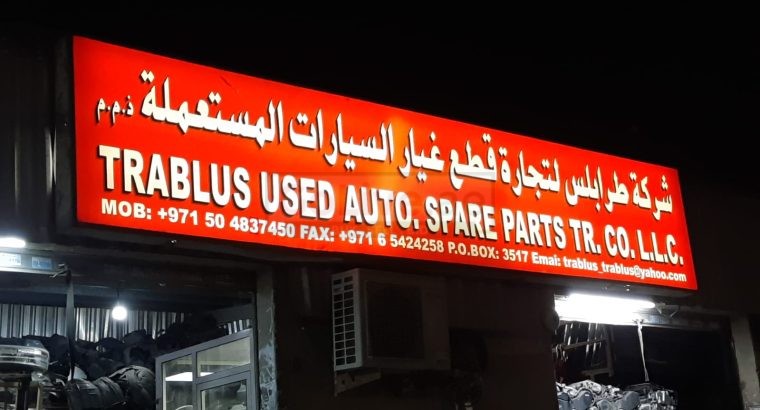 شركة طرابلس لتجارة قطع غيار السيارات المستعملة ذ.م.م
TRABLUS USED AUTO. SPARE PARTS TR. CO. L.L.C.
MOB: +971 50 4837450 FAX: +971 6 5424258 P.O.BOX: 3517 Emai: trablus_trablus@yahoo.com